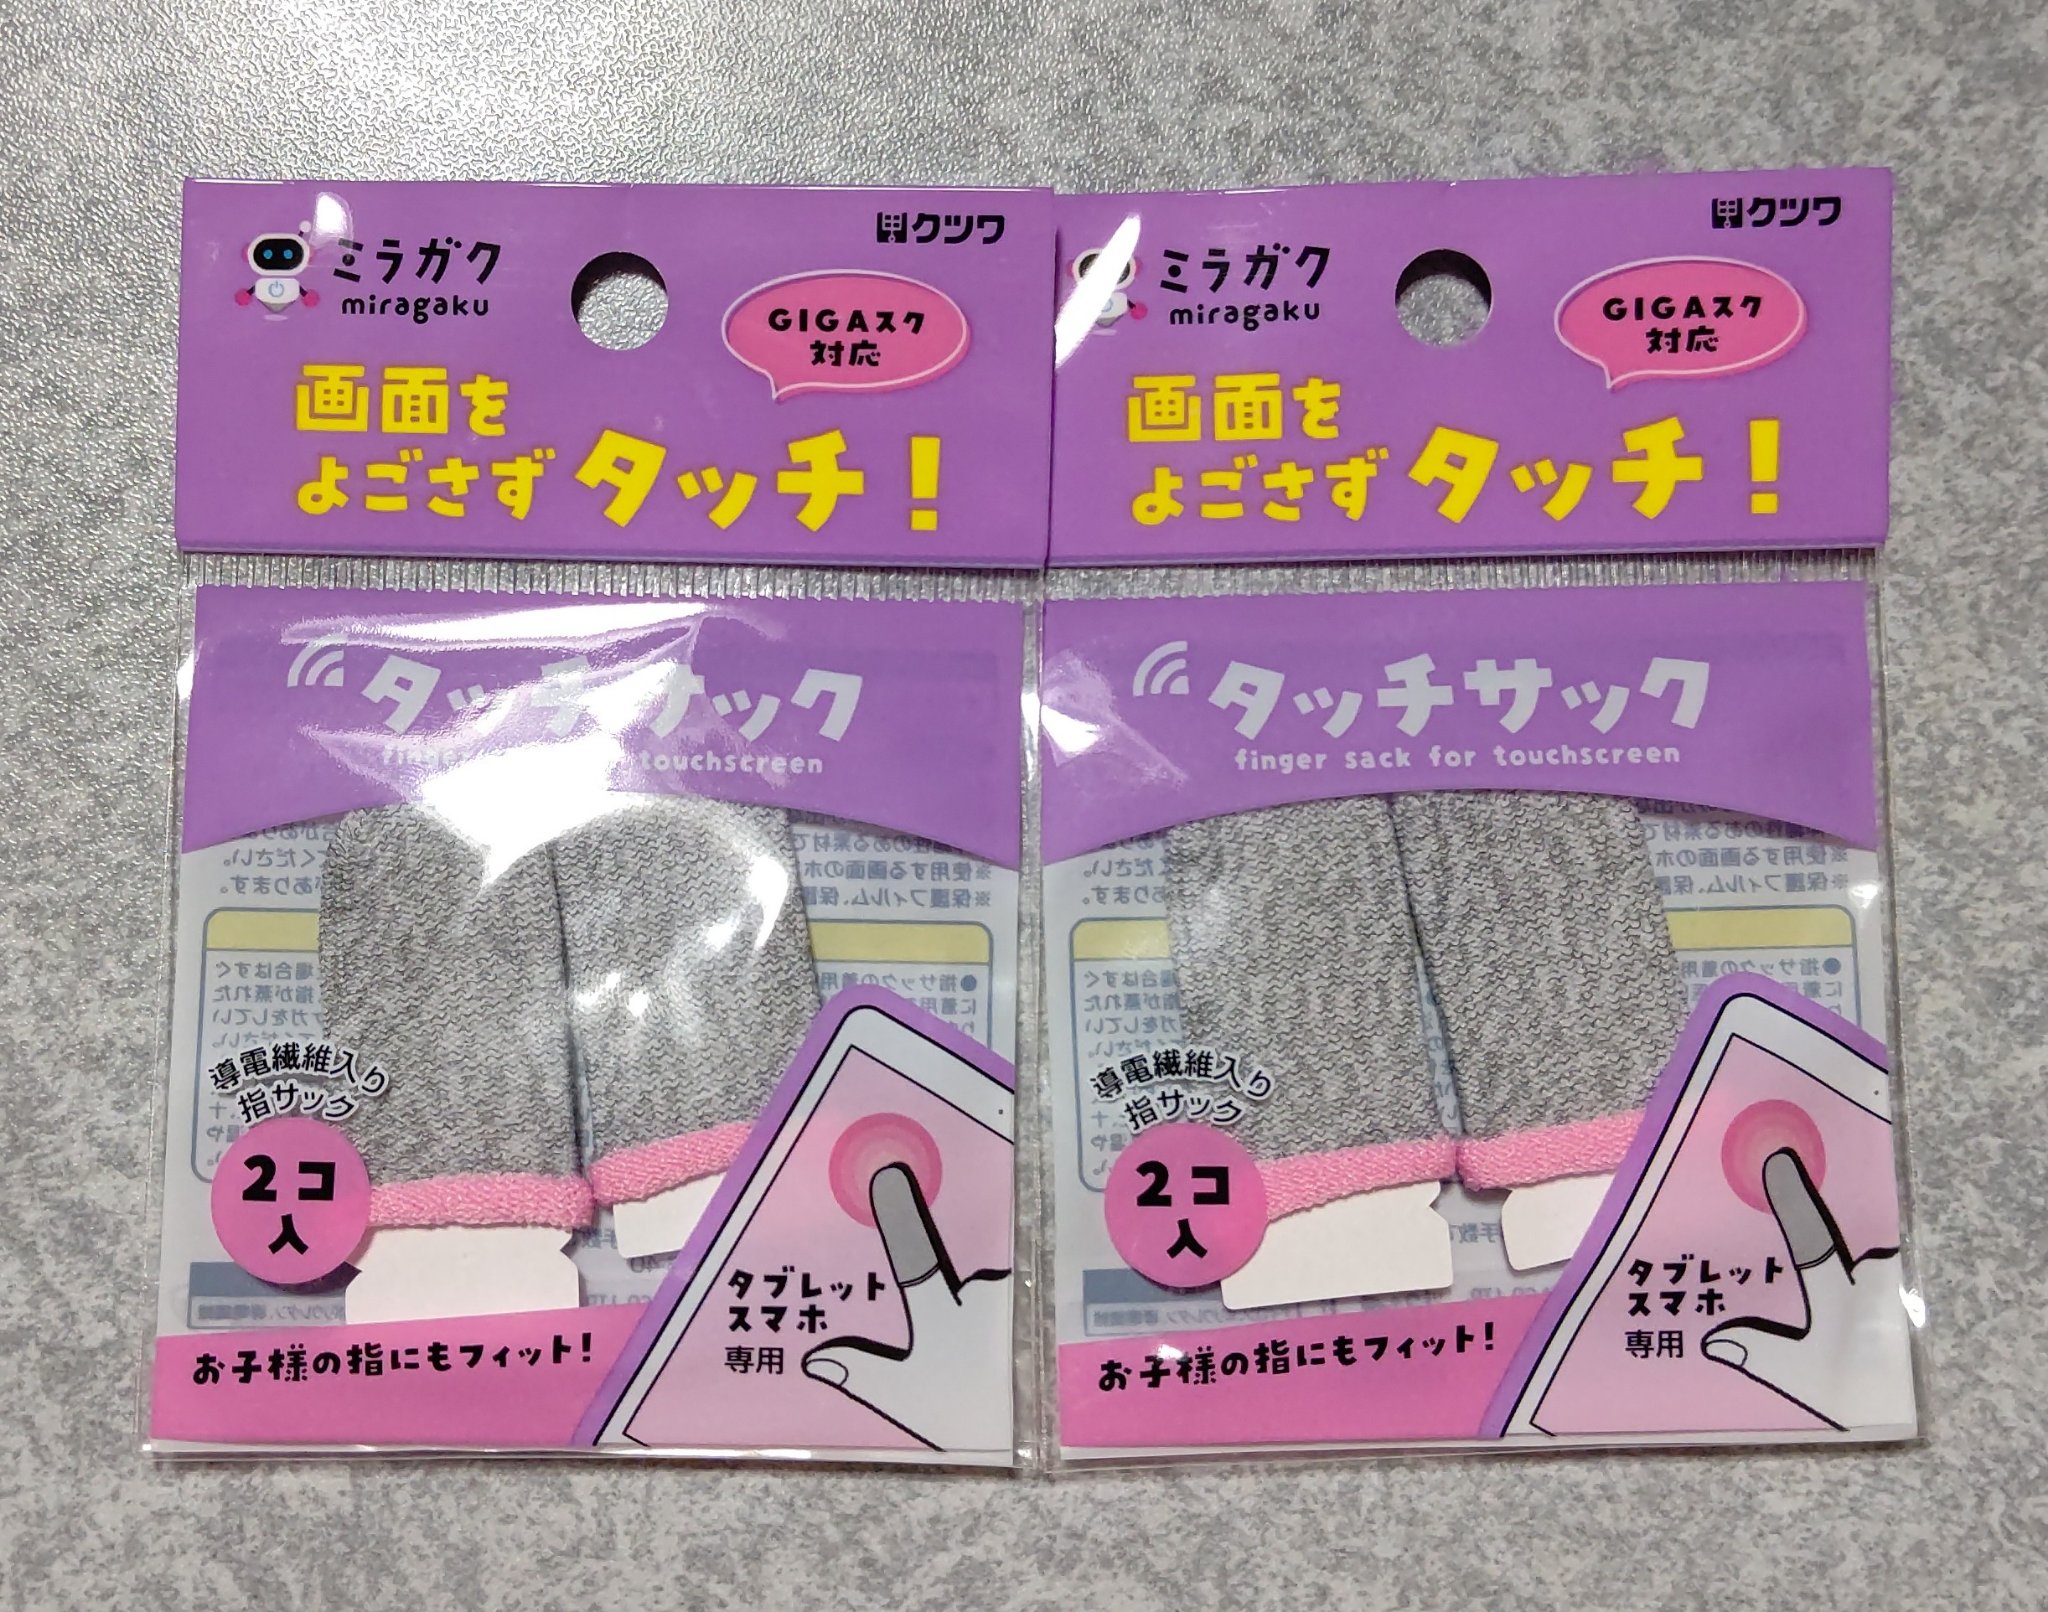 ミラガク
miragaku
クツワ
GIGAスク
対応
画面を
よごさず タッチ!
タッチサック
touchscreen
導電繊維入り
指サック
2コ
入
お子様の指にもフィット!
タブレット
スマホ
専用
ミラガク
miragaku
クツワ
GIGAスク
対応
画面を
よごさず タッチ!
タッチサック
finger sack for touchscreen
導電繊維入り
指サック
2コ
入
お子様の指にもフィット!
タブレット
スマホ
専用